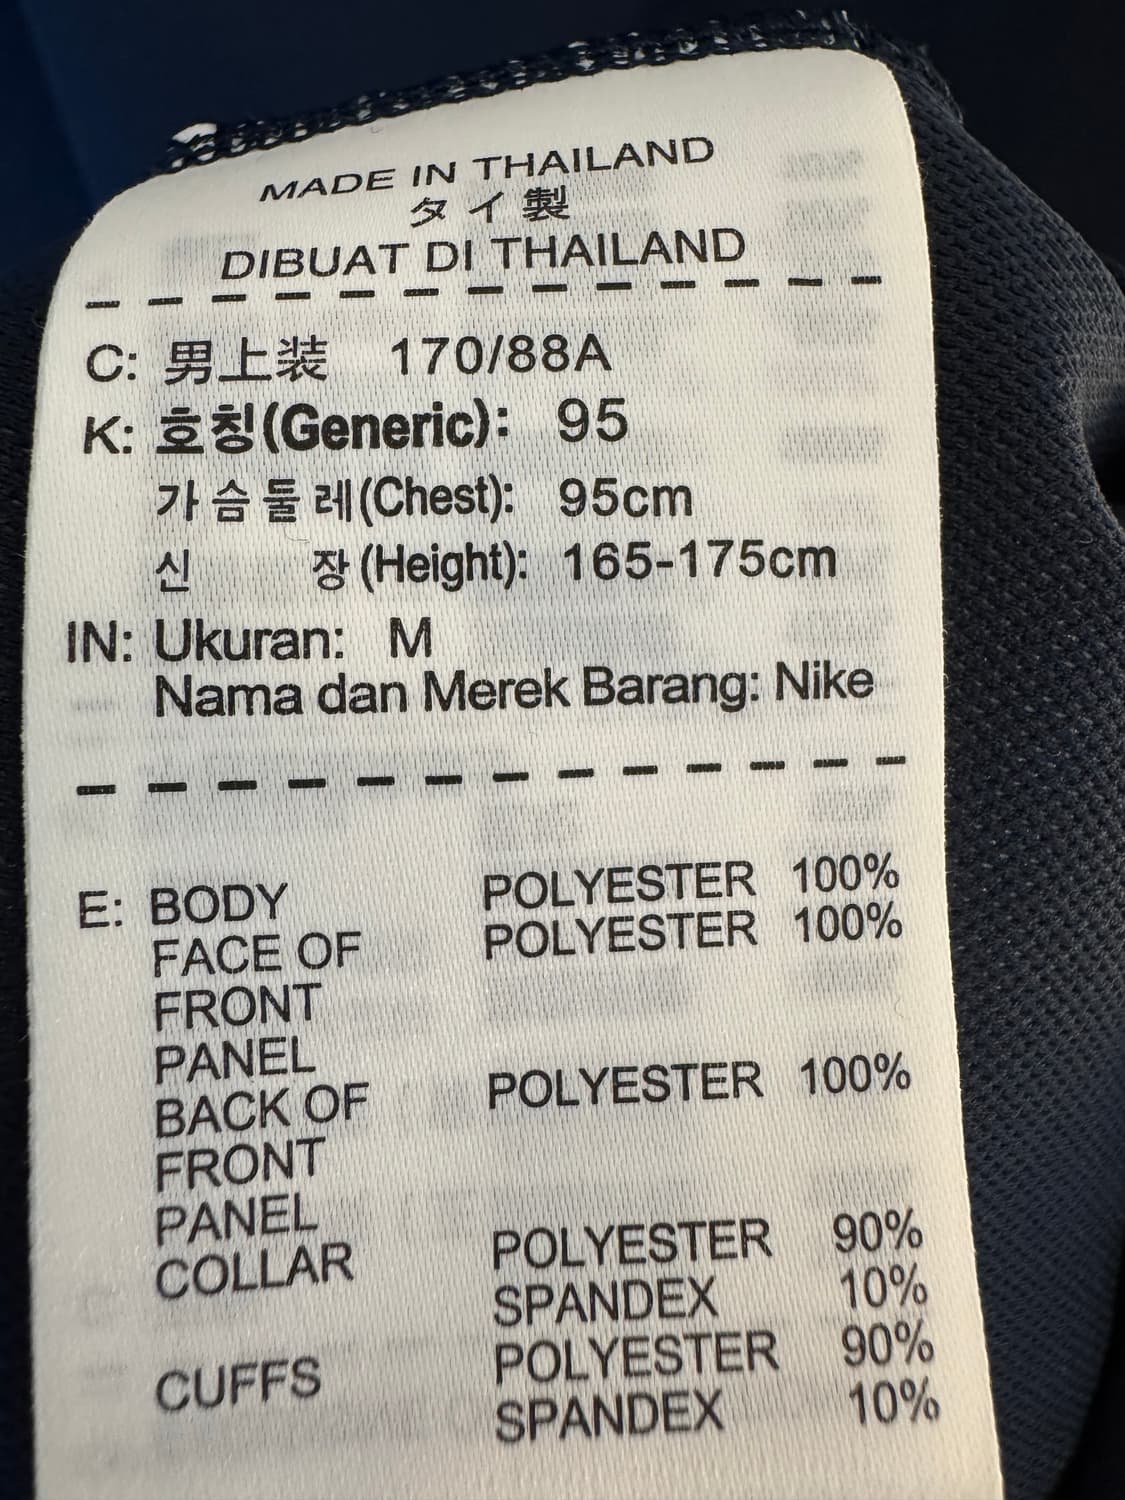 MADE IN THAILAND
タイ製
DIBUAT DI THAILAND
C: 男上装 170/88A
K: 호칭(Generic): 95
가슴둘레(Chest): 95cm
신 장(Height): 165-175cm
IN: Ukuran: M
Nama dan Merek Barang: Nike
E: BODY POLYESTER 100%
FACE OF POLYESTER 100%
FRONT
PANEL
BACK OF POLYESTER 100%
FRONT
PANEL
COLLAR POLYESTER 90%
SPANDEX 10%
CUFFS POLYESTER 90%
SPANDEX 10%